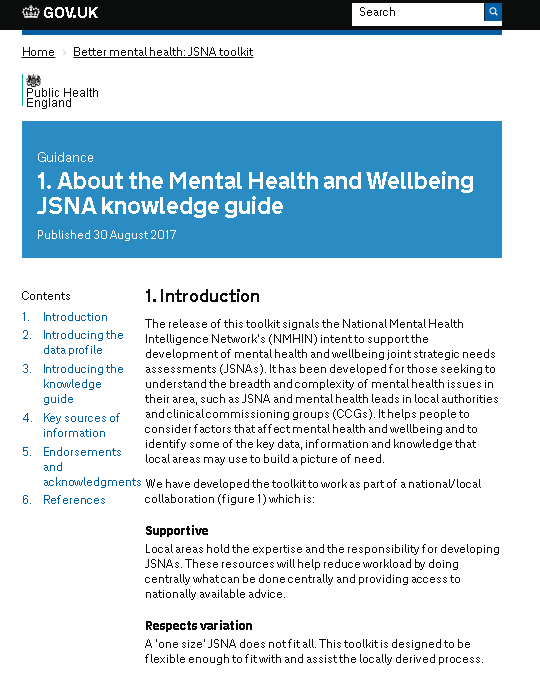 GOV.UK
Search
Home › Better mental health: JSNA toolkit
Public Health
England
Guidance
1. About the Mental Health and Wellbeing
JSNA knowledge guide
Published 30 August 2017
Contents
1. Introduction
2. Introducing the
data profile
3. Introducing the
knowledge
guide
4. Key sources of
information
5. Endorsements
and
acknowledgments
6. References
1. Introduction
The release of this toolkit signals the National Mental Health
Intelligence Network's (NMHIN) intent to support the
development of mental health and wellbeing joint strategic needs
assessments (JSNAs). It has been developed for those seeking to
understand the breadth and complexity of mental health issues in
their area, such as JSNA and mental health leads in local authorities
and clinical commissioning groups (CCGs). It helps people to
consider factors that affect mental health and wellbeing and to
identify some of the key data, information and knowledge that
local areas may use to build a picture of need.
We have developed the toolkit to work as part of a national/local
collaboration (figure 1) which is:
Supportive
Local areas hold the expertise and the responsibility for developing
JSNAs. These resources will help reduce workload by doing
centrally what can be done centrally and providing access to
nationally available advice.
Respects variation
A 'one size' JSNA does not fit all. This toolkit is designed to be
flexible enough to fit with and assist the locally derived process.